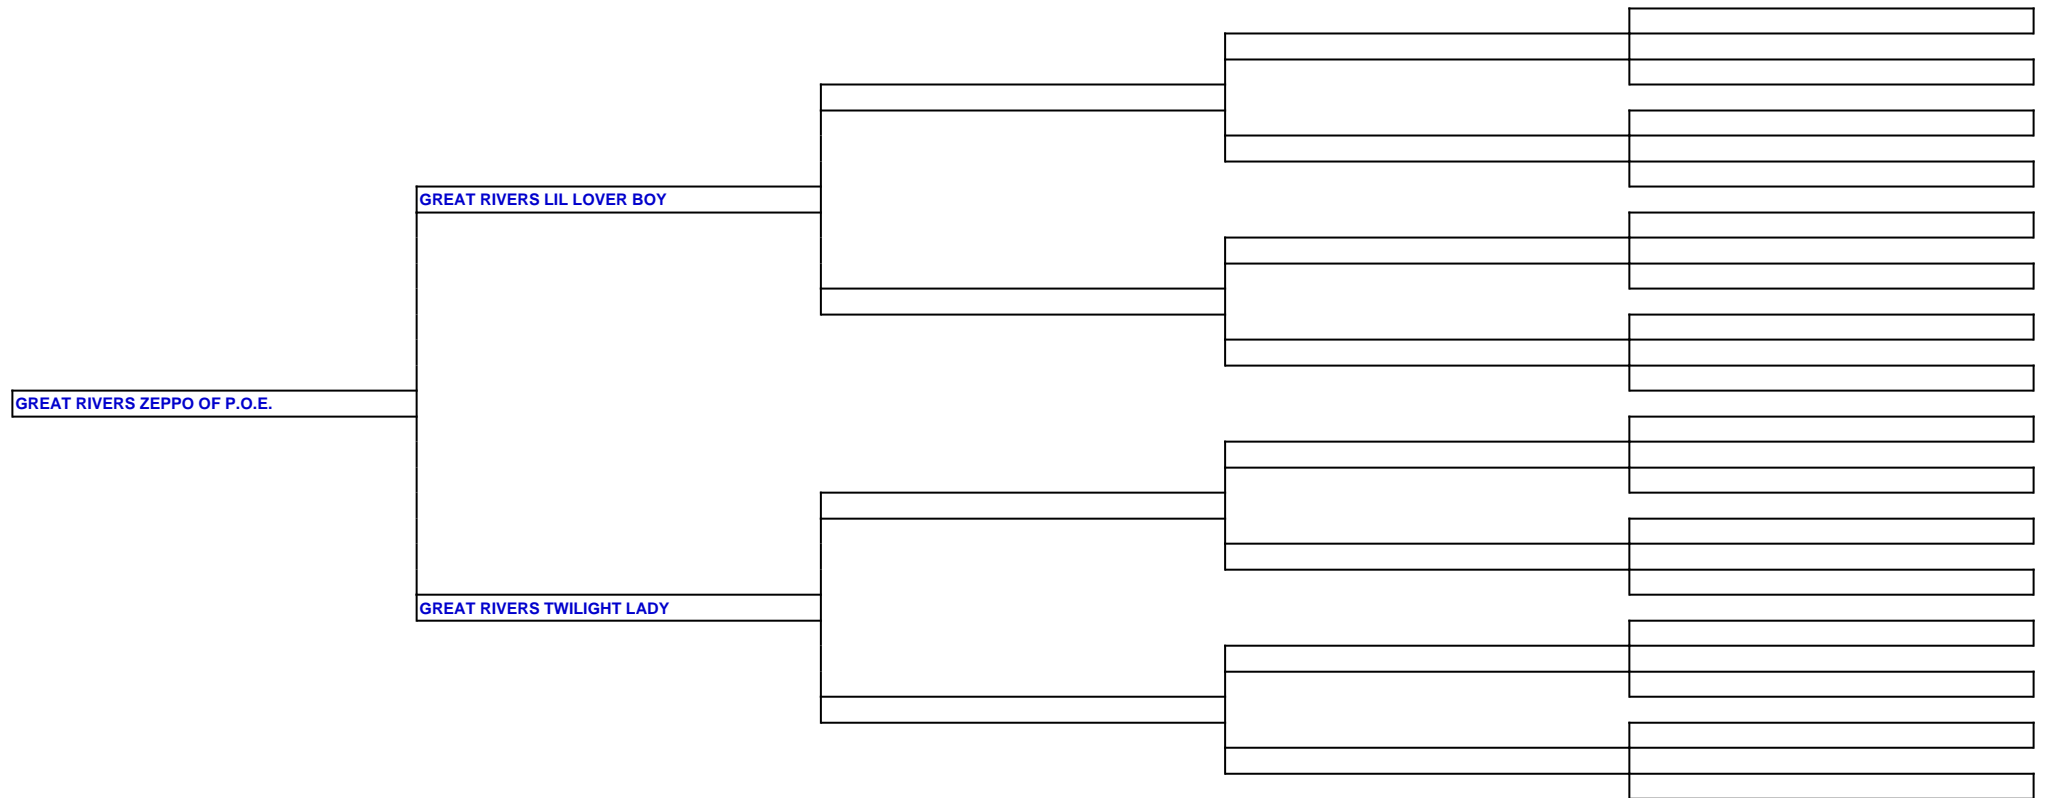 GREAT RIVERS LIL LOVER BOY
GREAT RIVERS ZEPPO OF P.O.E.
GREAT RIVERS TWILIGHT LADY